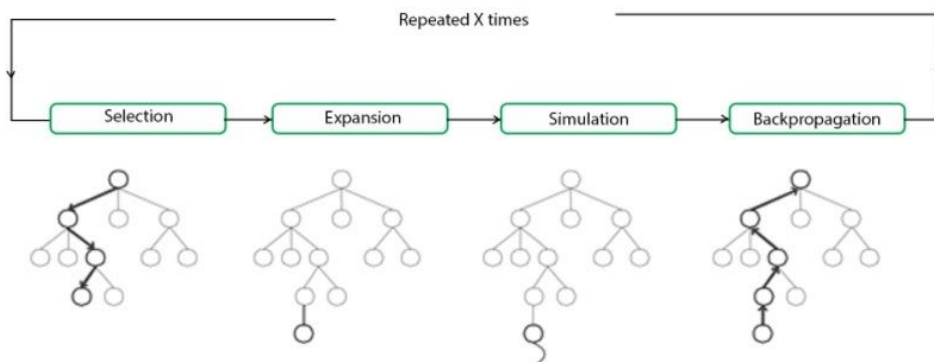 Repeated X times
Selection
Expansion
Simulation
Backpropagation